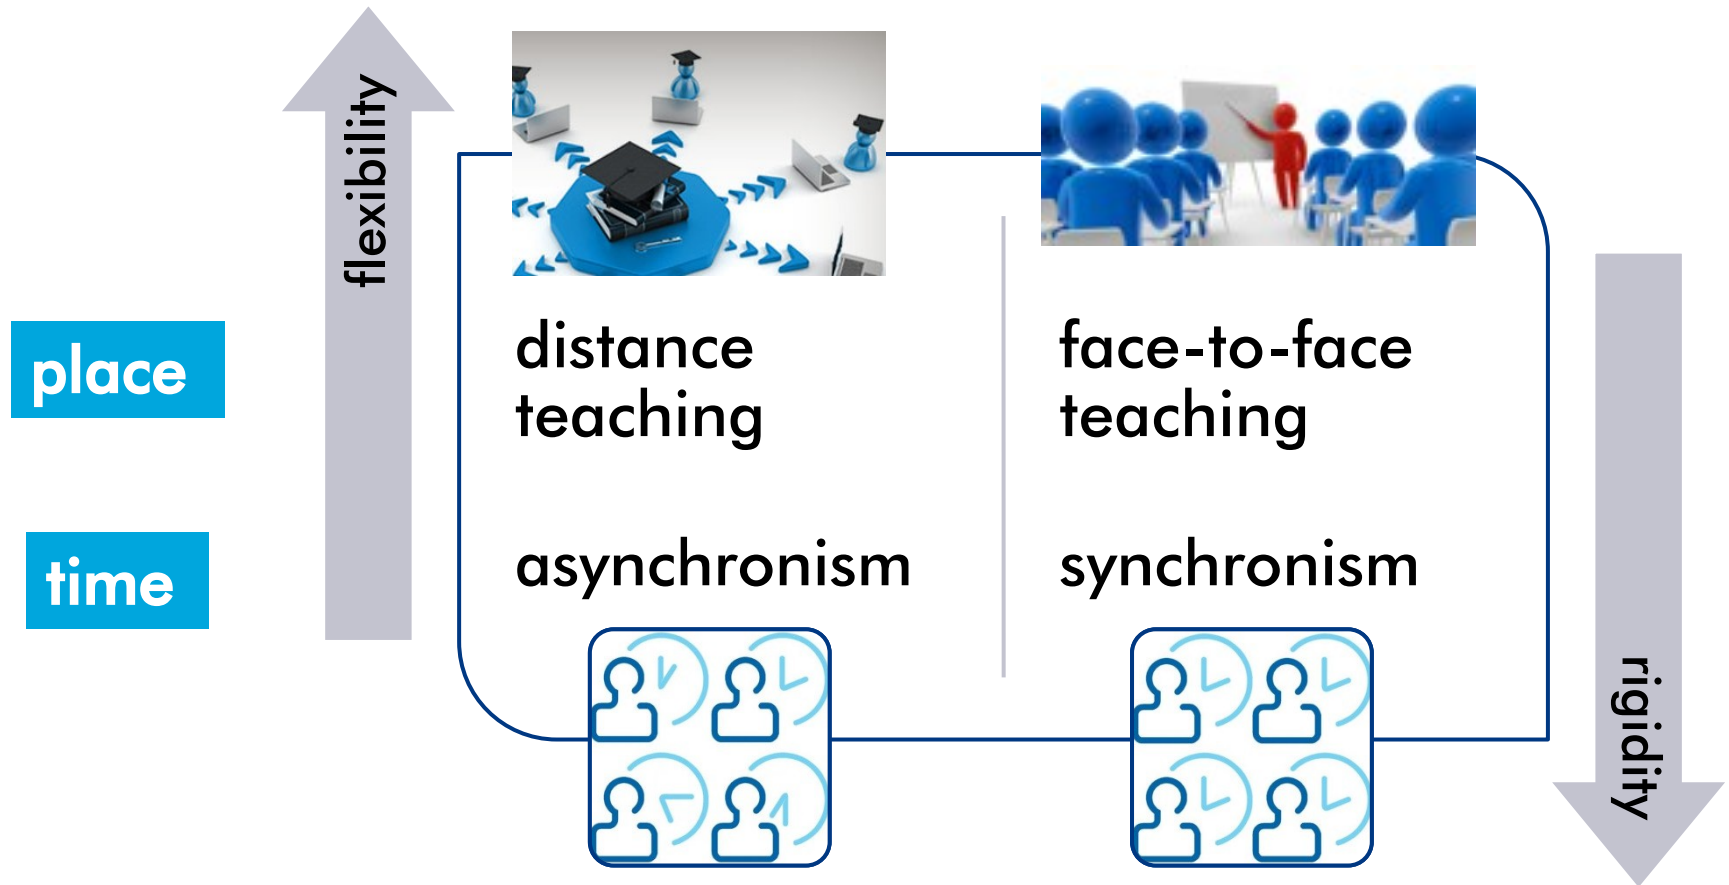 flexibility
place
distance
teaching
face-to-face
teaching
time
asynchronism
synchronism
rigidity